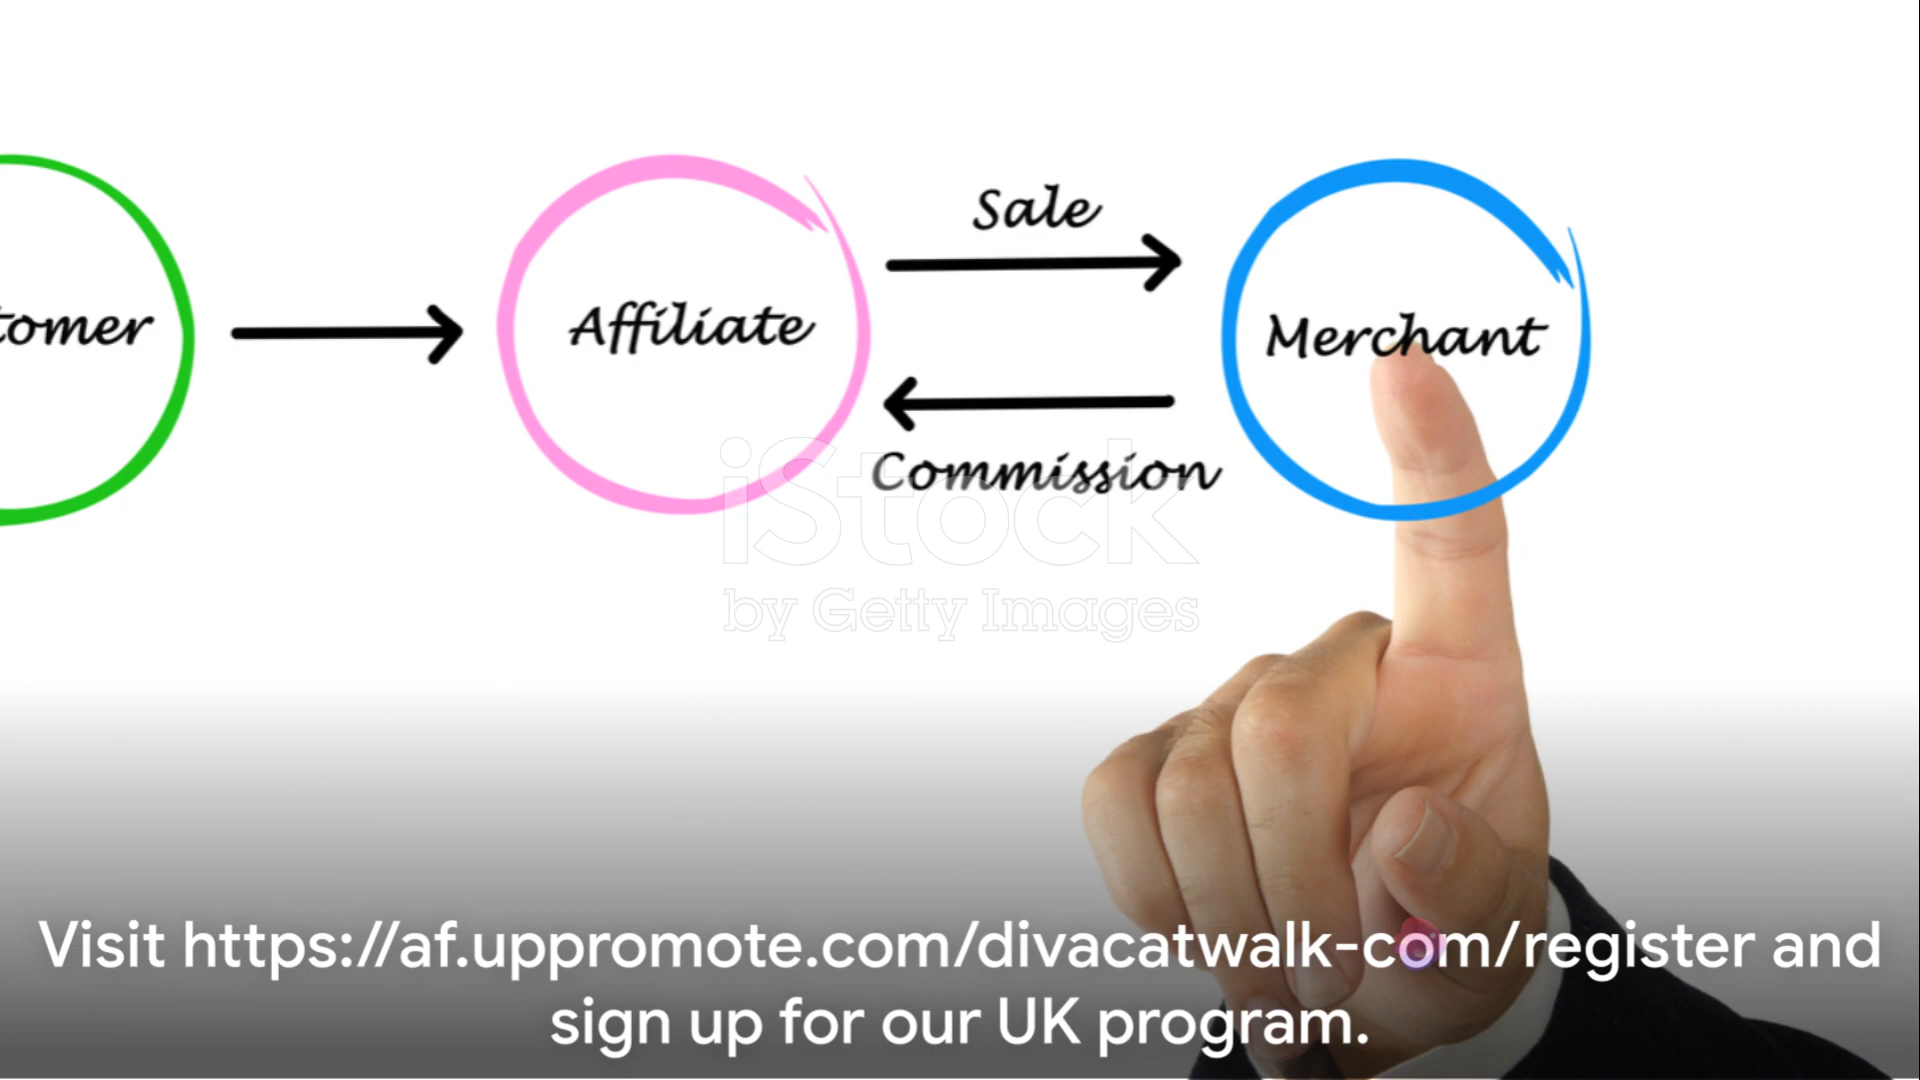 Sale
tomer
Affiliate
Merchant
Commission
iStock
by Getty Images
Visit https://af.uppromote.com/divacatwalk-com/register and
sign up for our UK program.